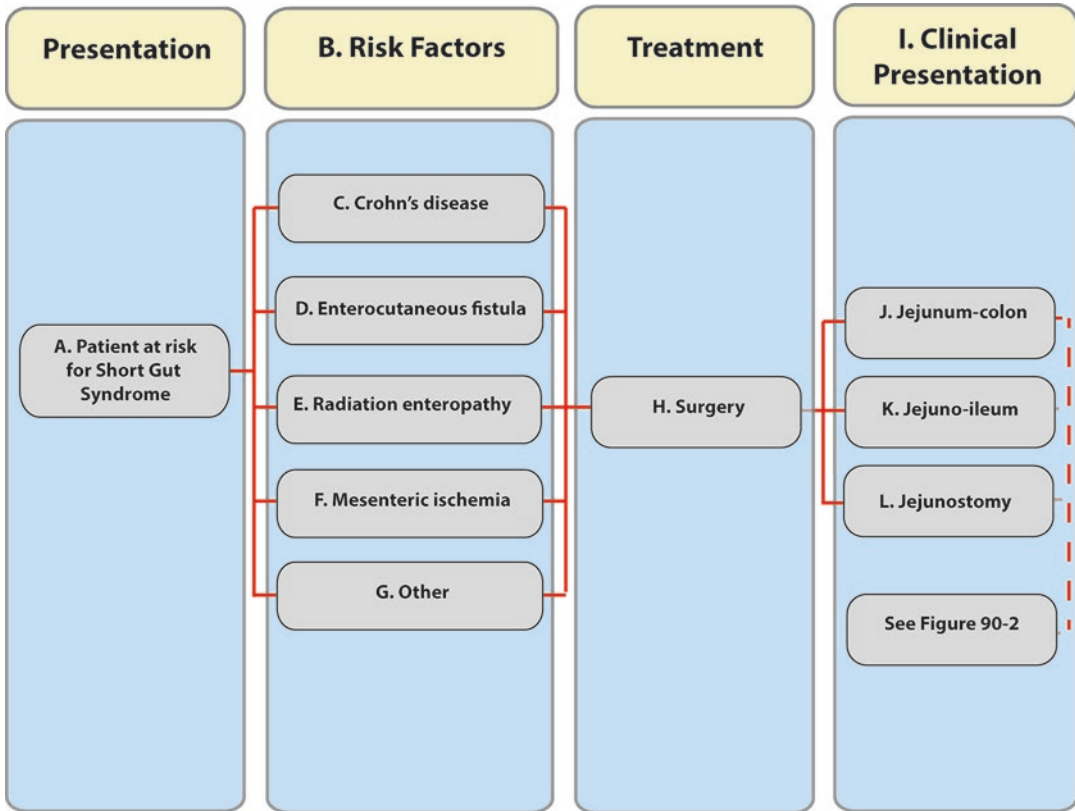 Presentation
B. Risk Factors
Treatment
I. Clinical
Presentation
A. Patient at risk
for Short Gut
Syndrome
C. Crohn’s disease
D. Enterocutaneous fistula
E. Radiation enteropathy
F. Mesenteric ischemia
G. Other
H. Surgery
J. Jejunum-colon
K. Jejuno-ileum
L. Jejunostomy
See Figure 90-2